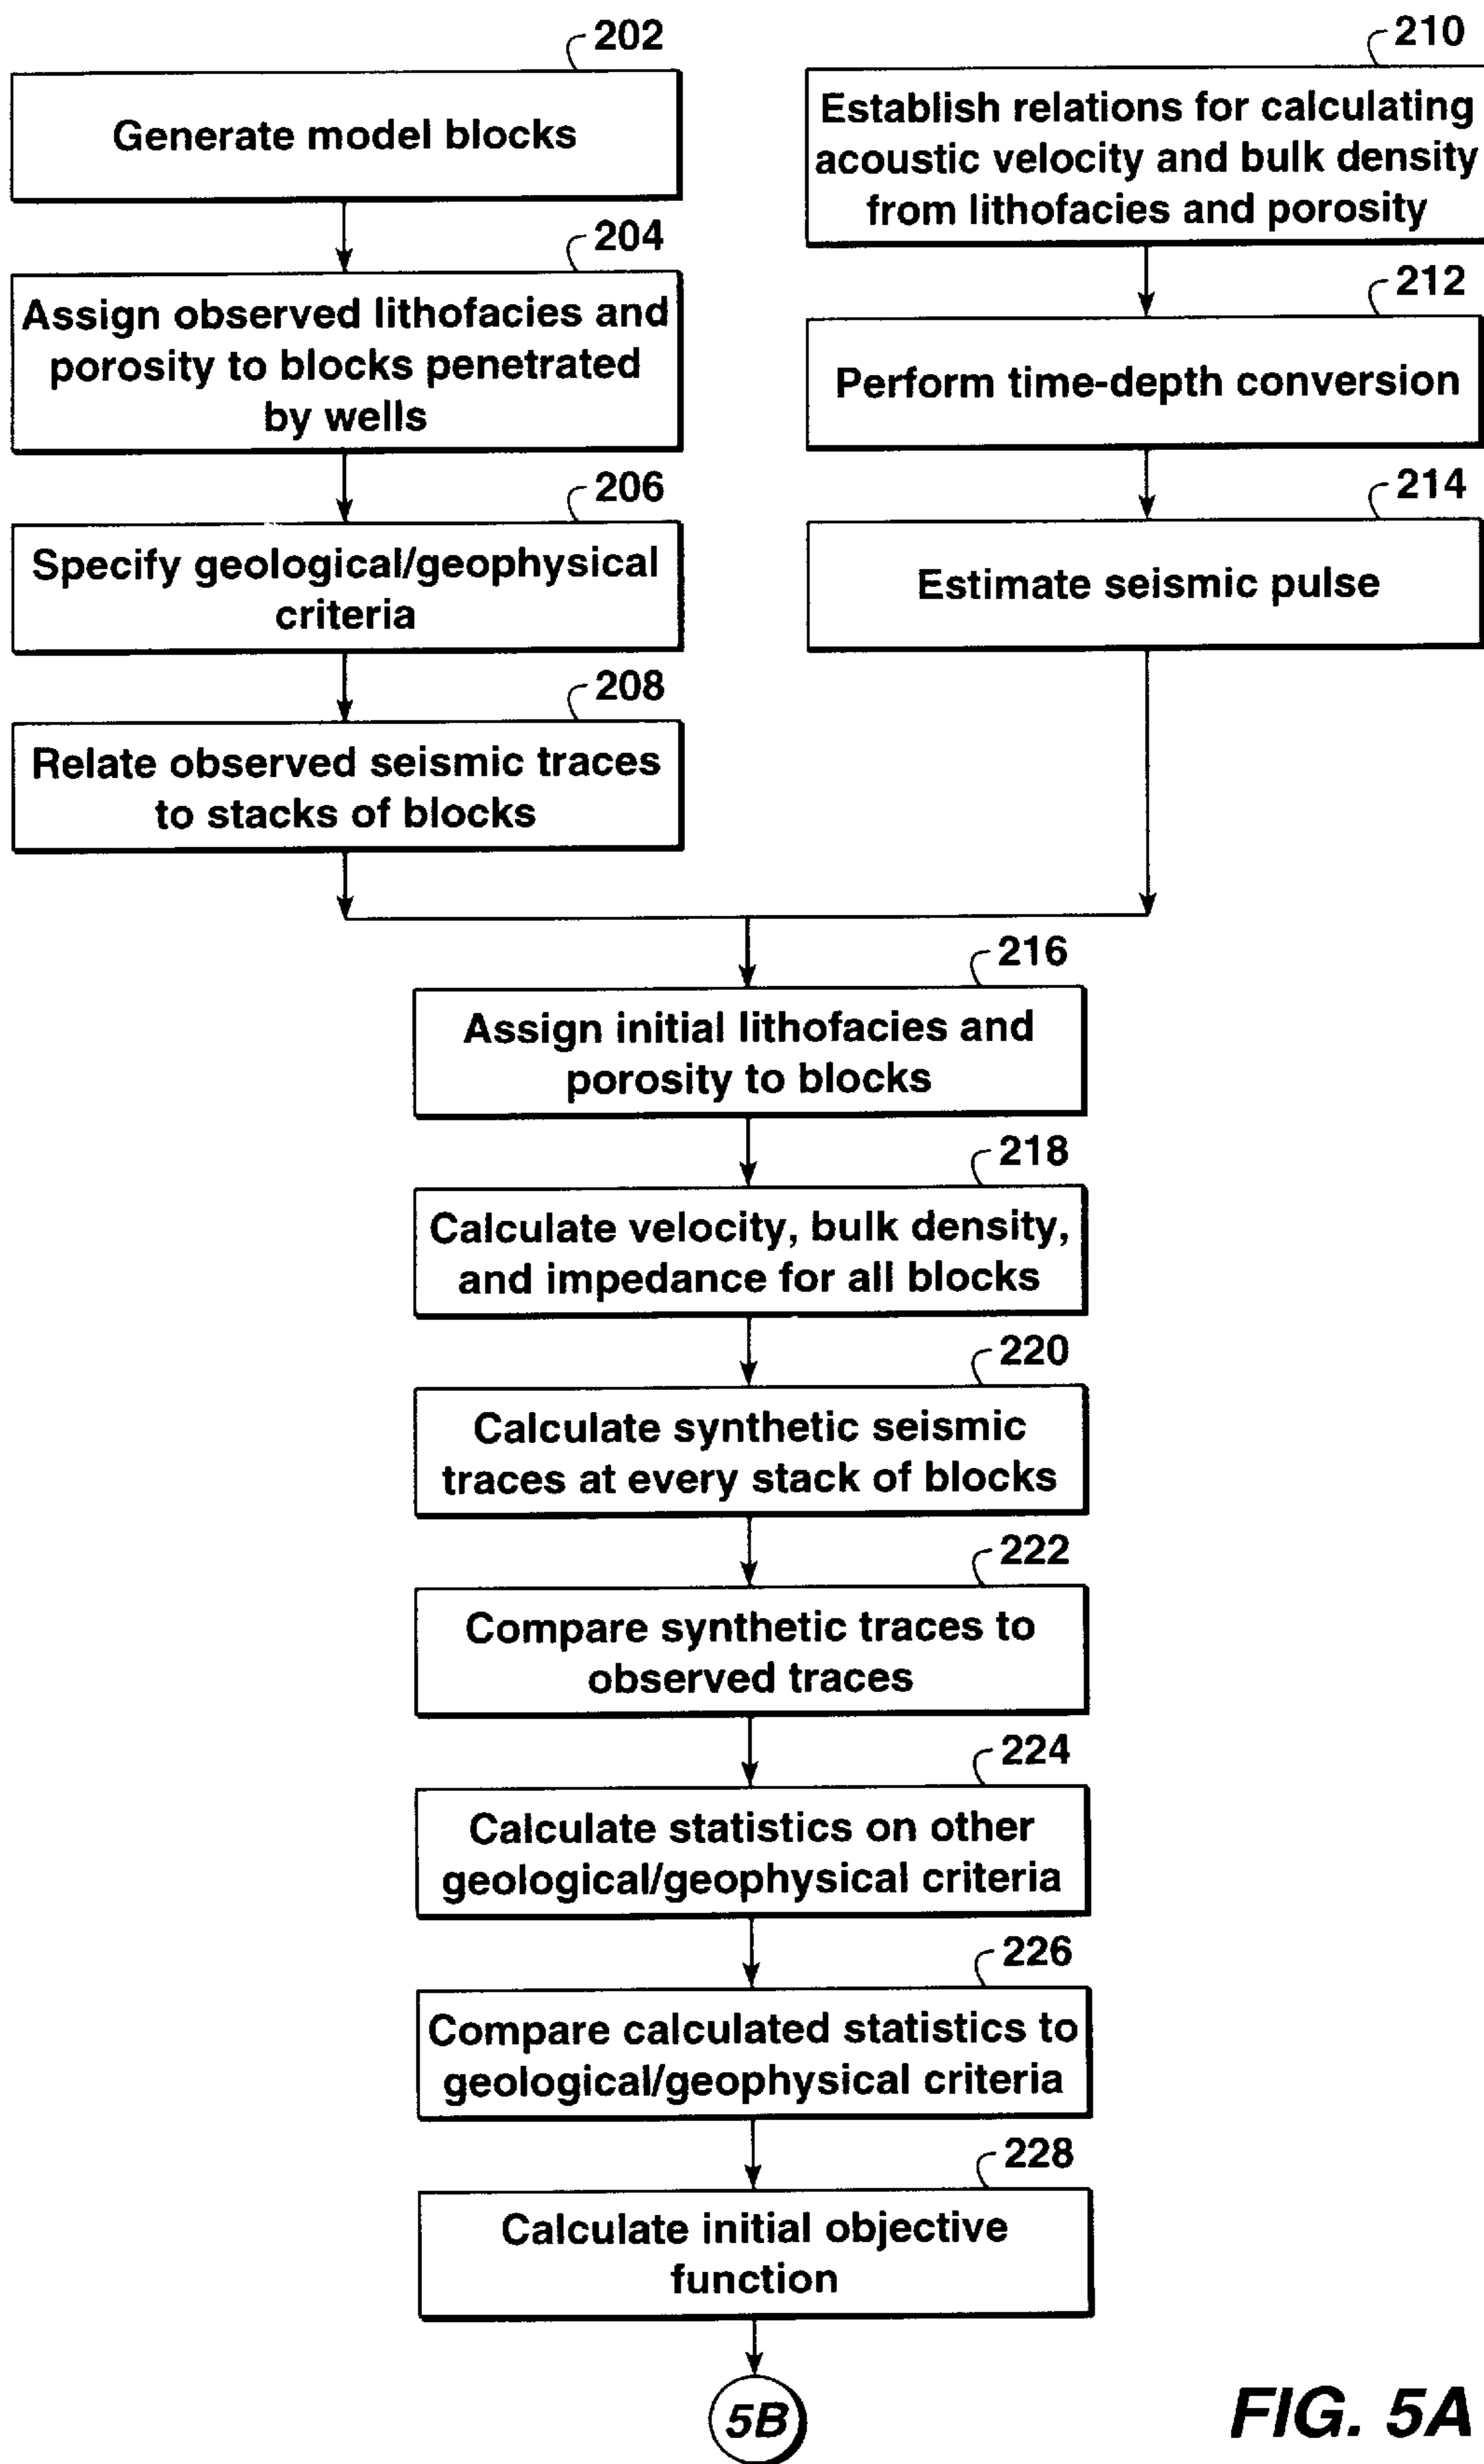 202
Generate model blocks
204
Assign observed lithofacies and
porosity to blocks penetrated
by wells
206
Specify geological/geophysical
criteria
208
Relate observed seismic traces
to stacks of blocks
210
Establish relations for calculating
acoustic velocity and bulk density
from lithofacies and porosity
212
Perform time-depth conversion
214
Estimate seismic pulse
216
Assign initial lithofacies and
porosity to blocks
218
Calculate velocity, bulk density,
and impedance for all blocks
220
Calculate synthetic seismic
traces at every stack of blocks
222
Compare synthetic traces to
observed traces
224
Calculate statistics on other
geological/geophysical criteria
226
Compare calculated statistics to
geological/geophysical criteria
228
Calculate initial objective
function
5B
FIG. 5A